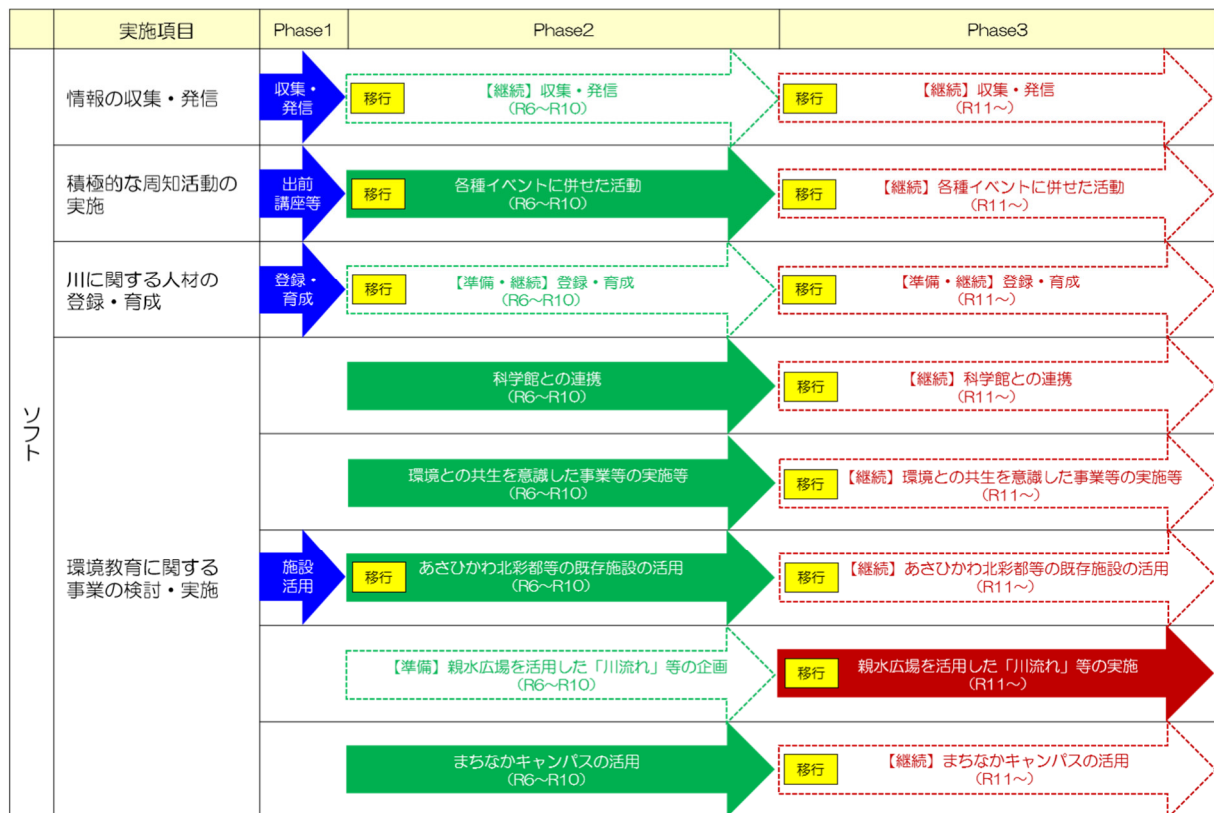 実施項目
Phase1
Phase2
Phase3
ソフト
情報の収集・発信
収集・
発信
移行
【継続】収集・発信
(R6～R10)
移行
【継続】収集・発信
(R11～)
積極的な周知活動の
実施
出前
講座等
移行
各種イベントに併せた活動
(R6～R10)
移行
【継続】各種イベントに併せた活動
(R11～)
川に関する人材の
登録・育成
登録・
育成
移行
【準備・継続】登録・育成
(R6～R10)
移行
【準備・継続】登録・育成
(R11～)
環境教育に関する
事業の検討・実施
科学館との連携
(R6～R10)
移行
【継続】科学館との連携
(R11～)
環境との共生を意識した事業等の実施等
(R6～R10)
移行
【継続】環境との共生を意識した事業等の実施等
(R11～)
施設
活用
移行
あさひかわ北彩都等の既存施設の活用
(R6～R10)
移行
【継続】あさひかわ北彩都等の既存施設の活用
(R11～)
【準備】親水広場を活用した「川流れ」等の企画
(R6～R10)
移行
親水広場を活用した「川流れ」等の実施
(R11～)
まちなかキャンパスの活用
(R6～R10)
移行
【継続】まちなかキャンパスの活用
(R11～)